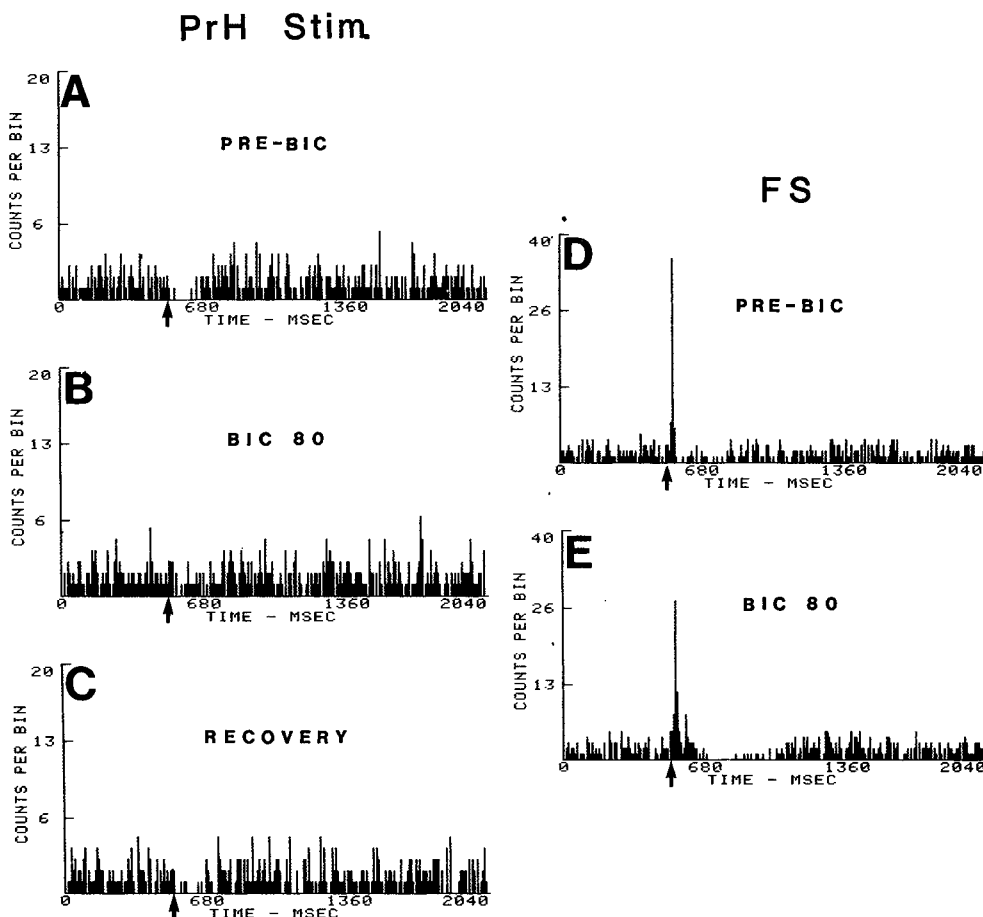 PrH Stim.
A
PRE-BIC
COUNTS PER BIN
20
13
6
0 680 1360 2040
TIME - MSEC
B
BIC 80
COUNTS PER BIN
20
13
6
0 680 1360 2040
TIME - MSEC
C
RECOVERY
COUNTS PER BIN
20
13
6
0 680 1360 2040
TIME - MSEC
FS
D
PRE-BIC
COUNTS PER BIN
40
26
13
0 680 1360 2040
TIME - MSEC
E
BIC 80
COUNTS PER BIN
40
26
13
0 680 1360 2040
TIME - MSEC